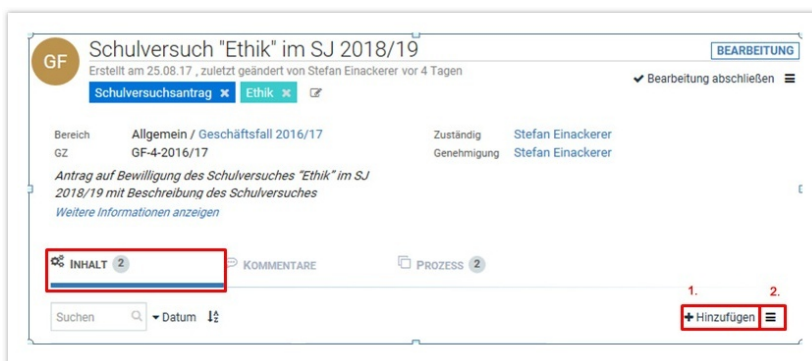 GF
Schulversuch "Ethik" im SJ 2018/19
BEARBEITUNG
Erstellt am 25.08.17 , zuletzt geändert von Stefan Einackerer vor 4 Tagen
Bearbeitung abschließen
Schulversuchsantrag × Ethik ×
Bereich Allgemein / Geschäftsfall 2016/17
Zuständig Stefan Einackerer
GZ GF-4-2016/17
Genehmigung Stefan Einackerer
Antrag auf Bewilligung des Schulversuches "Ethik" im SJ
2018/19 mit Beschreibung des Schulversuches
Weitere Informationen anzeigen
INHALT 2 KOMMENTARE PROZESS 2
1. 2.
Suchen Datum + Hinzufügen